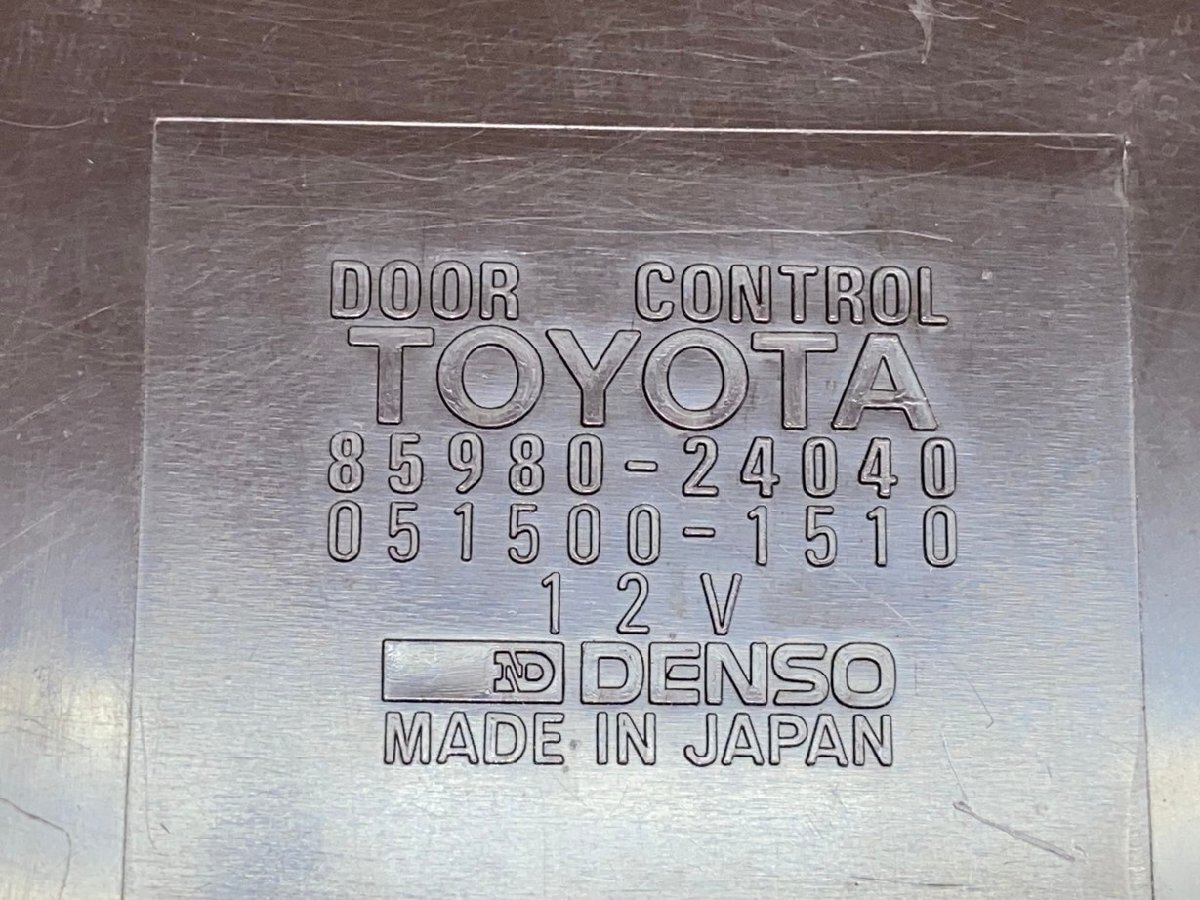 DOOR CONTROL
TOYOTA
85980-24040
051500-1510
12V
ND DENSO
MADE IN JAPAN